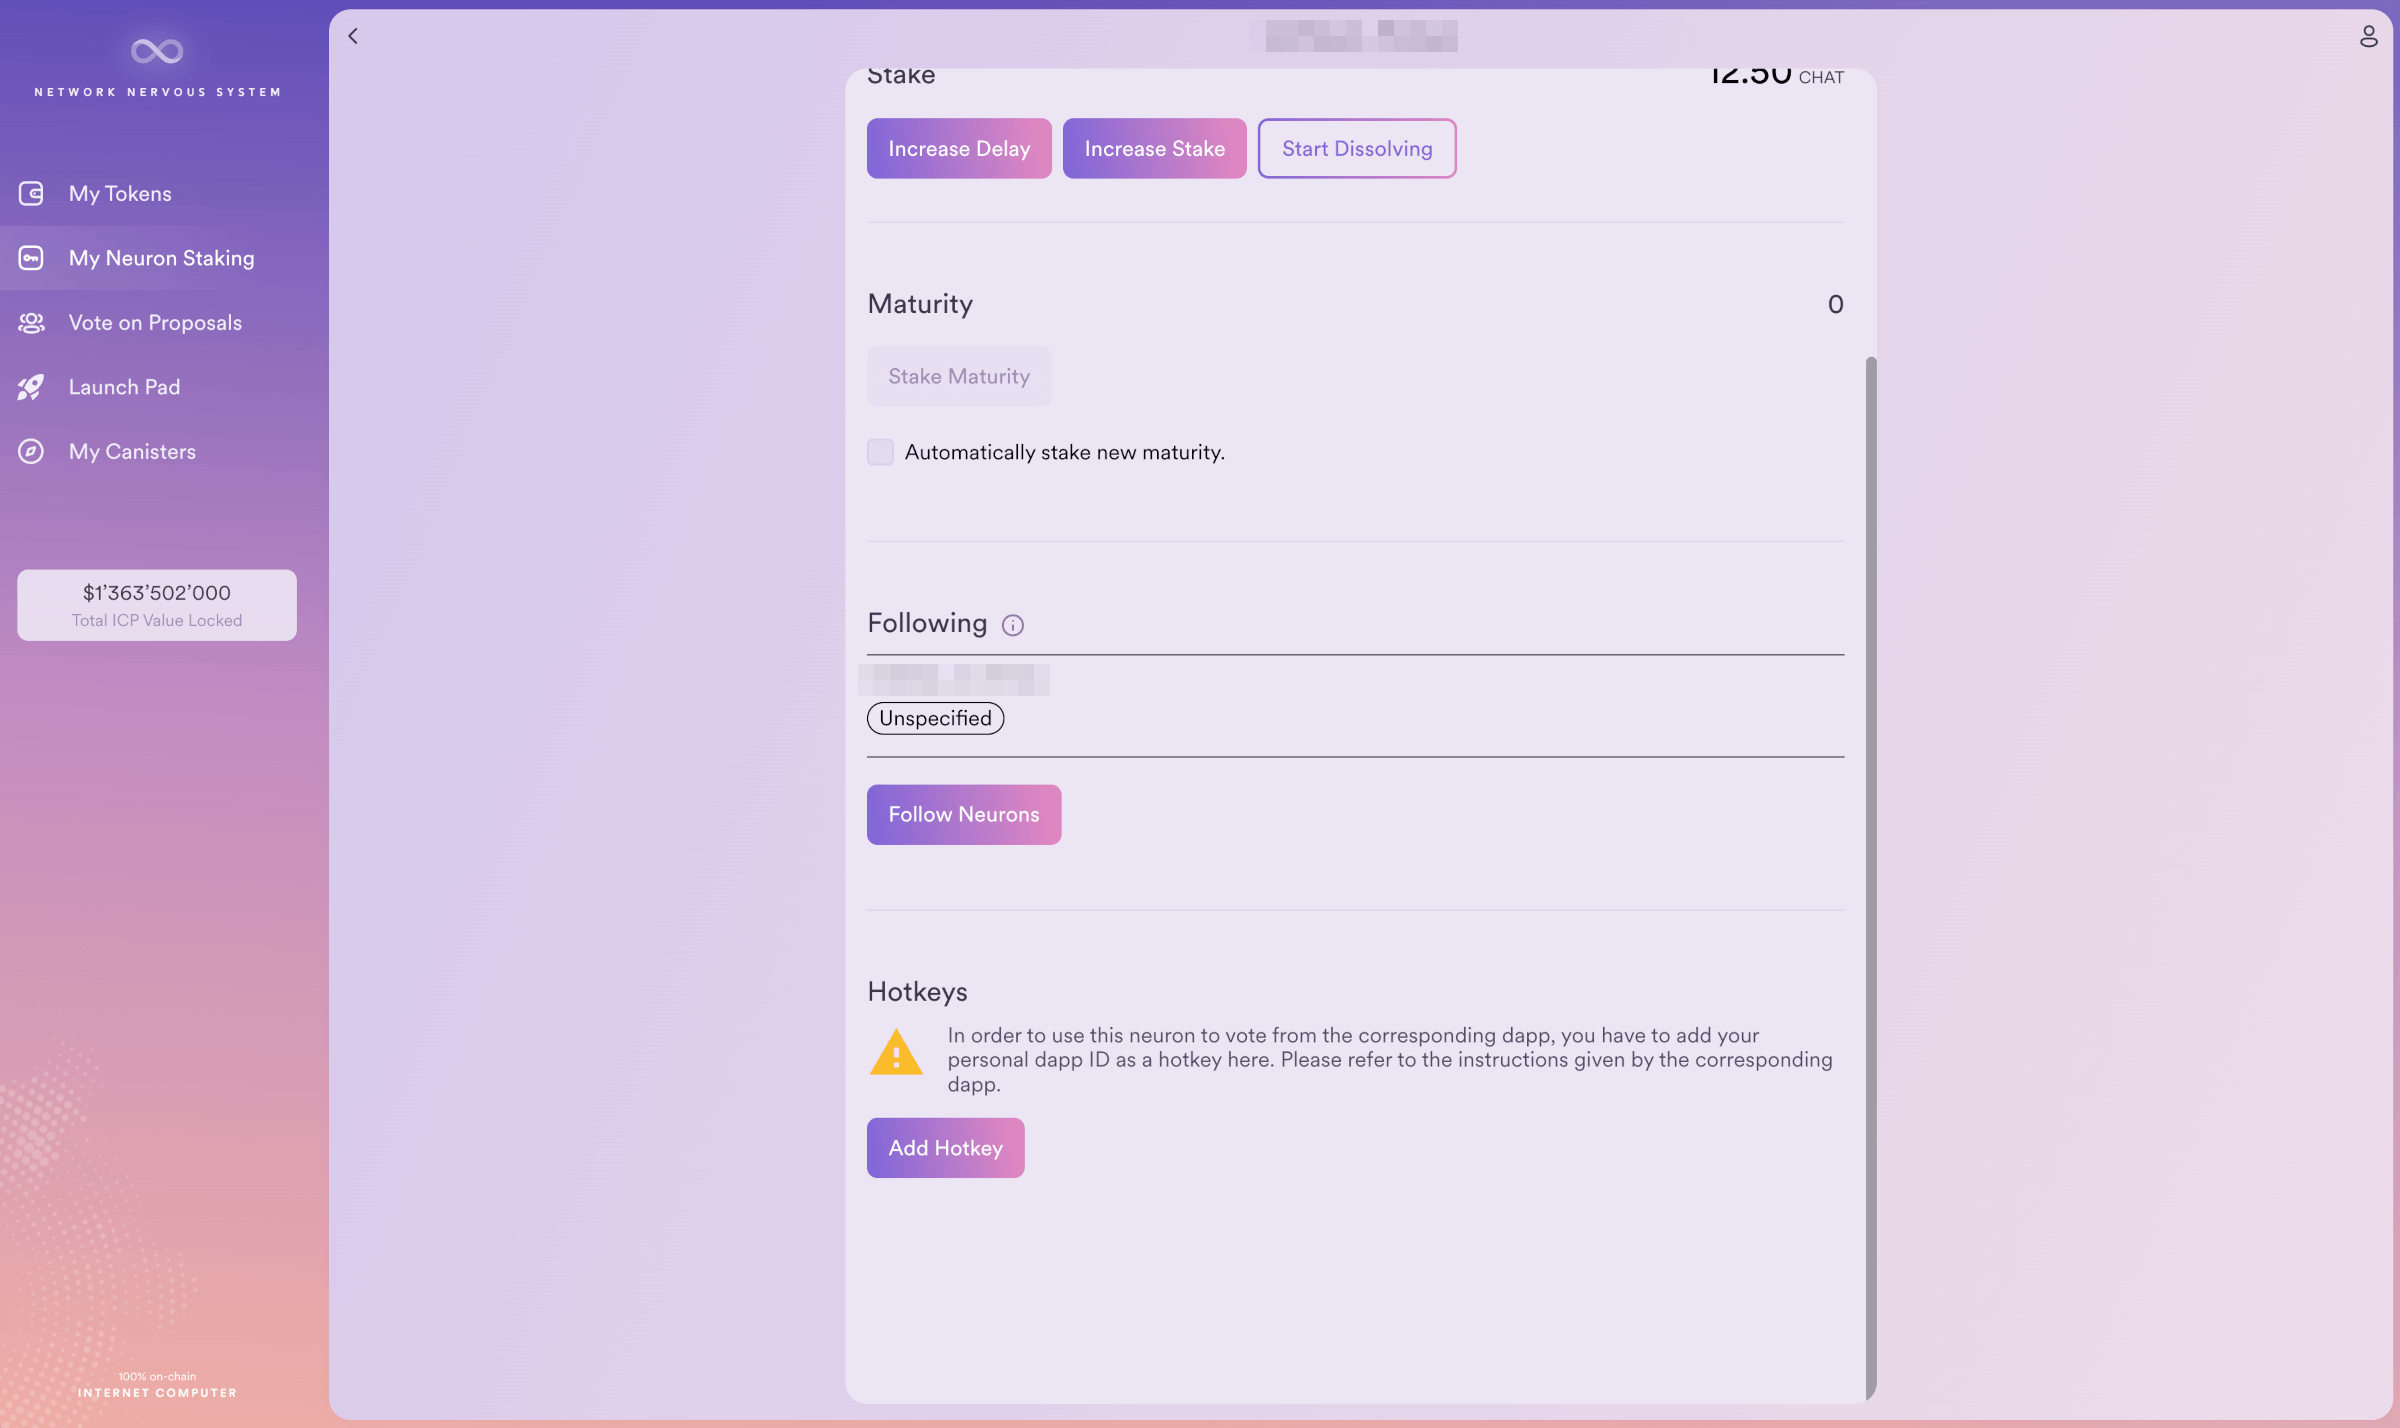 NETWORK NERVOUS SYSTEM
My Tokens
My Neuron Staking
Vote on Proposals
Launch Pad
My Canisters
$1’363’502’000
Total ICP Value Locked
100% on-chain
INTERNET COMPUTER
Stake 12.50 CHAT
Increase Delay Increase Stake Start Dissolving
Maturity 0
Stake Maturity
Automatically stake new maturity.
Following
Unspecified
Follow Neurons
Hotkeys
In order to use this neuron to vote from the corresponding dapp, you have to add your
personal dapp ID as a hotkey here. Please refer to the instructions given by the corresponding
dapp.
Add Hotkey